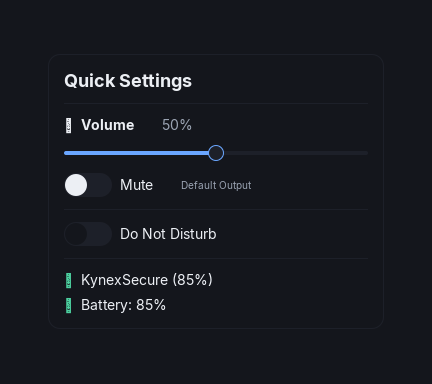 Quick Settings
Volume 50%
Mute Default Output
Do Not Disturb
KynexSecure (85%)
Battery: 85%